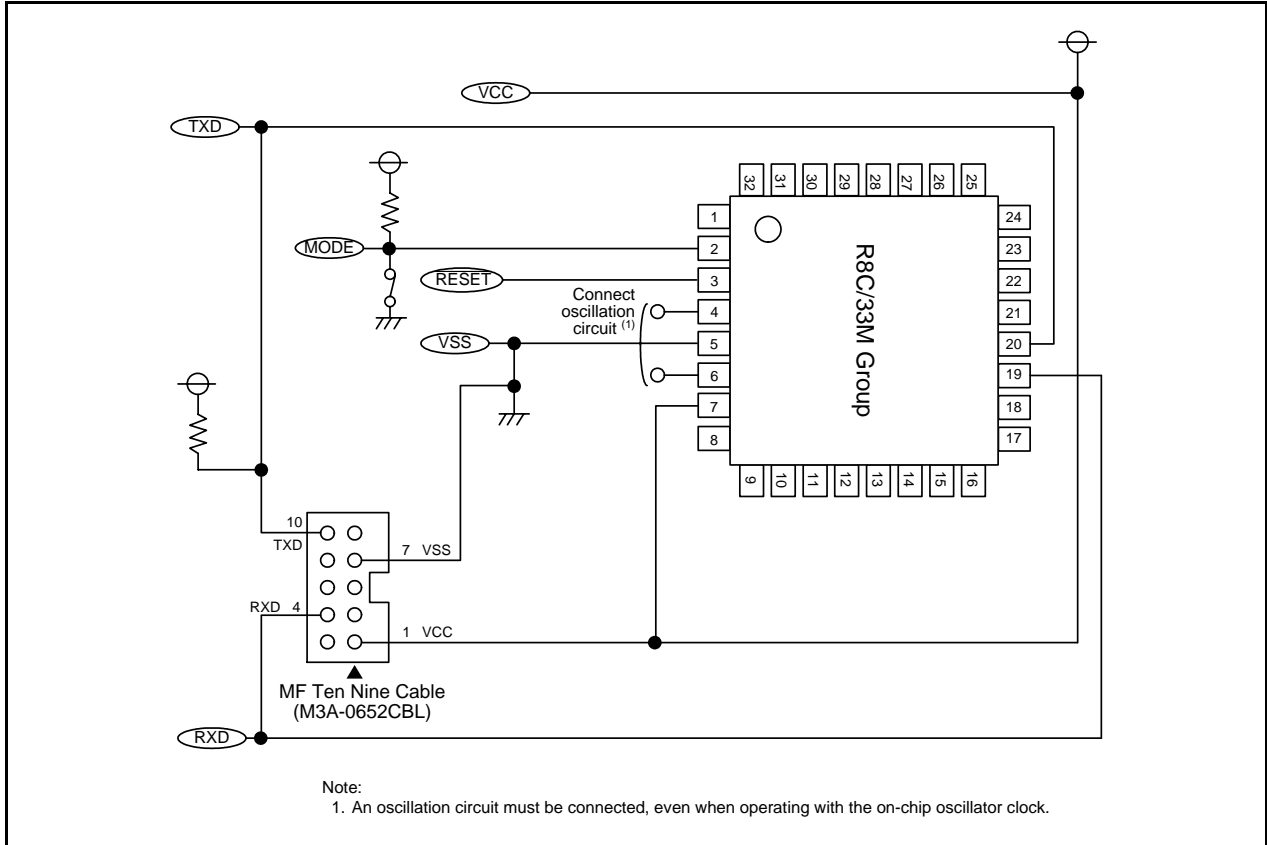 VCC
TXD
32
31
30
29
28
27
26
25
1
2
3
4
5
6
7
8
24
23
22
21
20
19
18
17
9
10
11
12
13
14
15
16
R8C/33M Group
MODE
RESET
Connect
oscillation
circuit (1)
VSS
10
TXD
7 VSS
RXD 4
1 VCC
MF Ten Nine Cable
(M3A-0652CBL)
RXD
Note:
1. An oscillation circuit must be connected, even when operating with the on-chip oscillator clock.